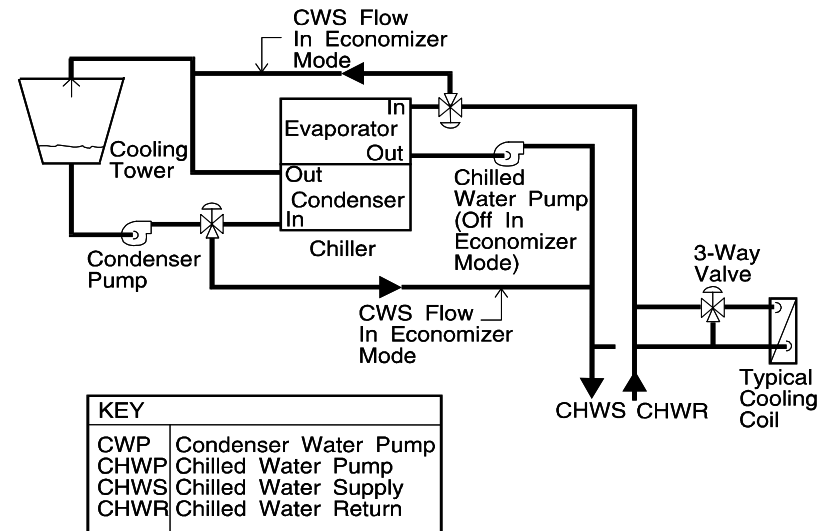 CWS Flow
In Economizer
Mode
In
Evaporator
Out
Cooling
Tower
Out
Condenser
In
Chiller
Chilled
Water Pump
(Off In
Economizer
Mode)
Condenser
Pump
3-Way
Valve
CWS Flow
In Economizer
Mode
Typical
Cooling
Coil
CHWS CHWR
KEY
CWP Condenser Water Pump
CHWP Chilled Water Pump
CHWS Chilled Water Supply
CHWR Chilled Water Return